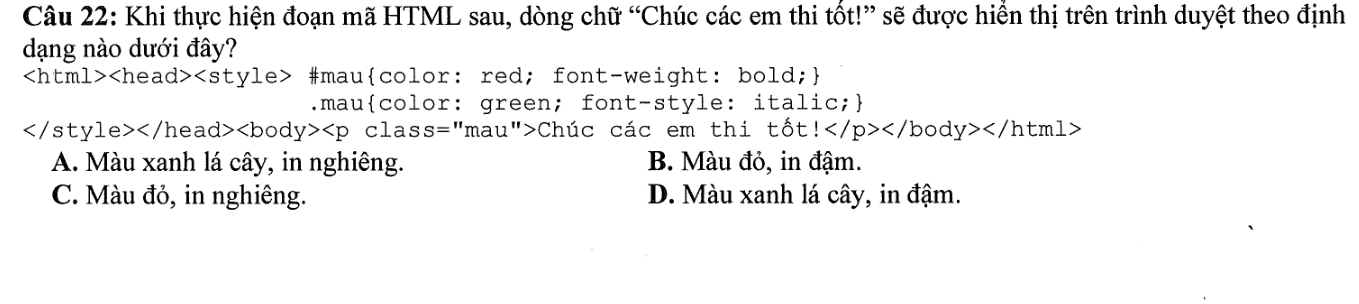 Câu 22: Khi thực hiện đoạn mã HTML sau, dòng chữ “Chúc các em thi tốt!” sẽ được hiển thị trên trình duyệt theo định
dạng nào dưới đây?
<html><head><style> #mau{color: red; font-weight: bold;}
.mau{color: green; font-style: italic;}
</style></head><body><p class="mau">Chúc các em thi tốt!</p></body></html>
A. Màu xanh lá cây, in nghiêng. B. Màu đỏ, in đậm.
C. Màu đỏ, in nghiêng. D. Màu xanh lá cây, in đậm.